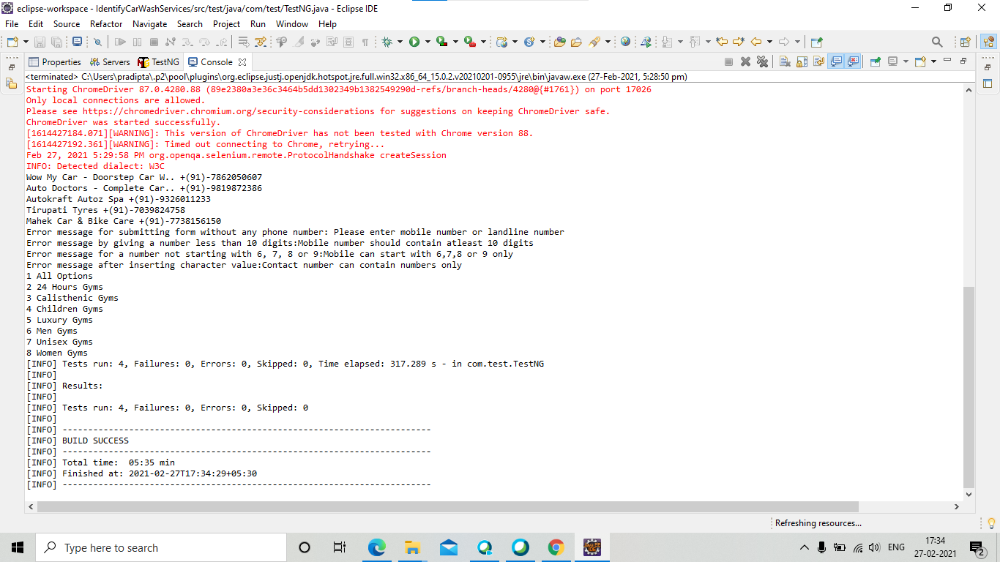 eclipse-workspace - IdentifyCarWashServices/src/test/java/com/test/TestNG.java - Eclipse IDE
File Edit Source Refactor Navigate Search Project Run Window Help
Properties Servers TestNG Console
<terminated> C:\Users\pradipta\.p2\pool\plugins\org.eclipse.justj.openjdk.hotspot.jre.full.win32.x86_64_15.0.2.v20210201-0955\jre\bin\javaw.exe (27-Feb-2021, 5:28:50 pm)
Starting ChromeDriver 87.0.4280.88 (89e2380a3e36c3464b5dd1302349b1382549290d-refs/branch-heads/4280@{#1761}) on port 17026
Only local connections are allowed.
Please see https://chromedriver.chromium.org/security-considerations for suggestions on keeping ChromeDriver safe.
ChromeDriver was started successfully.
[1614427184.071][WARNING]: This version of ChromeDriver has not been tested with Chrome version 88.
[1614427192.361][WARNING]: Timed out connecting to Chrome, retrying...
Feb 27, 2021 5:29:58 PM org.openqa.selenium.remote.ProtocolHandshake createSession
INFO: Detected dialect: W3C
Wow My Car - Doorstep Car W.. +(91)-7862050607
Auto Doctors - Complete Car.. +(91)-9819872386
Autokraft Autoz Spa +(91)-9326011233
Tirupati Tyres +(91)-7039824758
Mahek Car & Bike Care +(91)-7738156150
Error message for submitting form without any phone number: Please enter mobile number or landline number
Error message by giving a number less than 10 digits:Mobile number should contain atleast 10 digits
Error message for a number not starting with 6, 7, 8 or 9:Mobile can start with 6,7,8 or 9 only
Error message after inserting character value:Contact number can contain numbers only
1 All Options
2 24 Hours Gyms
3 Calisthenic Gyms
4 Children Gyms
5 Luxury Gyms
6 Men Gyms
7 Unisex Gyms
8 Women Gyms
[INFO] Tests run: 4, Failures: 0, Errors: 0, Skipped: 0, Time elapsed: 317.289 s - in com.test.TestNG
[INFO]
[INFO] Results:
[INFO]
[INFO] Tests run: 4, Failures: 0, Errors: 0, Skipped: 0
[INFO]
[INFO] ------------------------------------------------------------------------
[INFO] BUILD SUCCESS
[INFO] ------------------------------------------------------------------------
[INFO] Total time:  05:35 min
[INFO] Finished at: 2021-02-27T17:34:29+05:30
[INFO] ------------------------------------------------------------------------
Refreshing resources...
Type here to search
ENG
17:34
27-02-2021
2